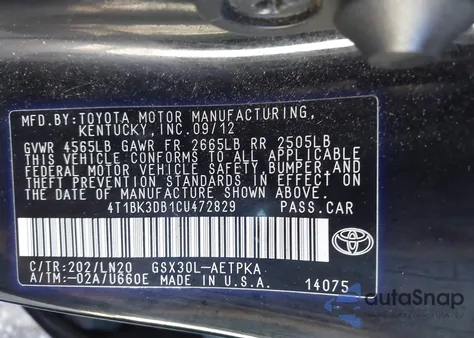 MFD.BY:TOYOTA MOTOR MANUFACTURING,
KENTUCKY,INC.09/12
GVWR 4565LB GAWR FR 2665LB RR 2505LB
THIS VEHICLE CONFORMS TO ALL APPLICABLE
FEDERAL MOTOR VEHICLE SAFETY, BUMPER, AND
THEFT PREVENTION STANDARDS IN EFFECT ON THE
DATE OF MANUFACTURE SHOWN ABOVE.
4T1BK3DB1CU472829 PASS.CAR
C/TR:202/LN20 GSX30L-AETPKA
A/TM:-02A/U660E MADE IN U.S.A. 14075
TOYOTA
autoSnap